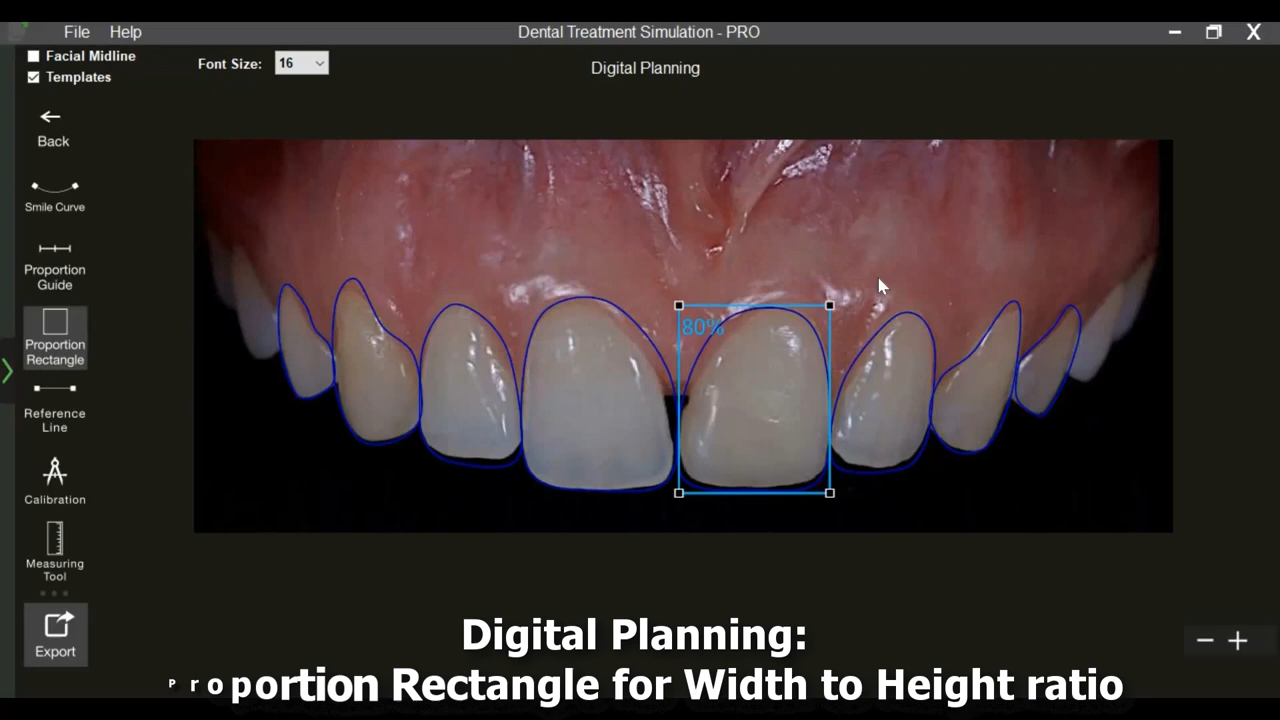 File Help
Dental Treatment Simulation - PRO
X
Facial Midline
Templates
Font Size: 16
Digital Planning
Back
Smile Curve
Proportion
Guide
Proportion
Rectangle
Reference
Line
Calibration
Measuring
Tool
Export
80%
Digital Planning:
Proportion Rectangle for Width to Height ratio